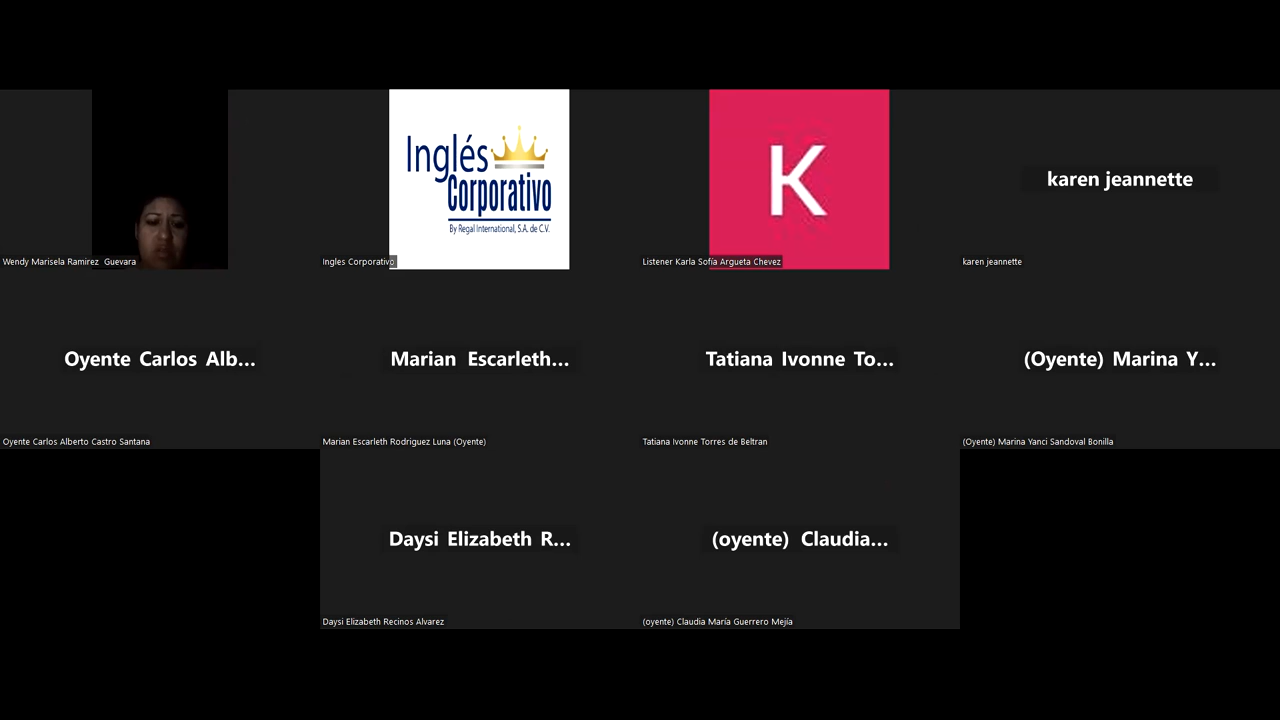 Inglés
Corporativo
By Regal International, S.A. de C.V.
K
karen jeannette
Wendy Marisela Ramirez Guevara
Ingles Corporativo
Listener Karla Sofía Argueta Chevez
karen jeannette
Oyente Carlos Alb...
Marian Escarleth...
Tatiana Ivonne To...
(Oyente) Marina Y...
Oyente Carlos Alberto Castro Santana
Marian Escarleth Rodriguez Luna (Oyente)
Tatiana Ivonne Torres de Beltran
(Oyente) Marina Yanci Sandoval Bonilla
Daysi Elizabeth R...
(oyente) Claudia...
Daysi Elizabeth Recinos Alvarez
(oyente) Claudia María Guerrero Mejía